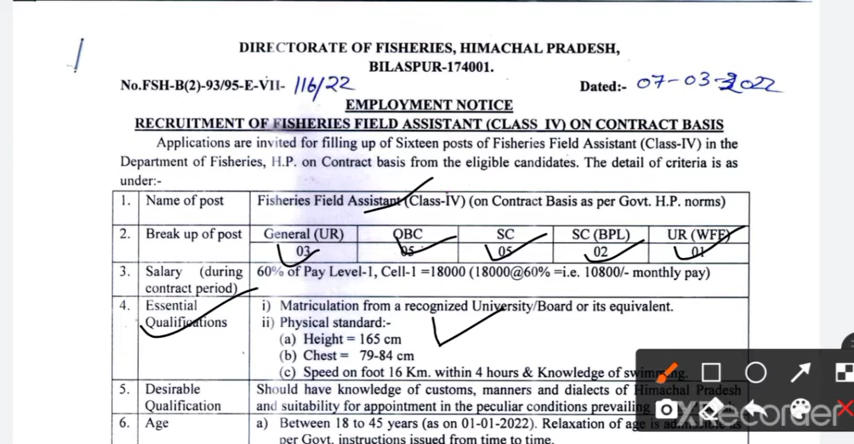 DIRECTORATE OF FISHERIES, HIMACHAL PRADESH,
BILASPUR-174001.
No.FSH-B(2)-93/95-E-VII- 116/22 Dated:- 07-03-2022
EMPLOYMENT NOTICE
RECRUITMENT OF FISHERIES FIELD ASSISTANT (CLASS IV) ON CONTRACT BASIS
Applications are invited for filling up of Sixteen posts of Fisheries Field Assistant (Class-IV) in the
Department of Fisheries, H.P. on Contract basis from the eligible candidates. The detail of criteria is as
under:-
1. Name of post Fisheries Field Assistant (Class-IV) (on Contract Basis as per Govt. H.P. norms)
2. Break up of post General (UR) OBC SC SC (BPL) UR (WFF)
03 05 05 02 01
3. Salary (during 60% of Pay Level-1, Cell-1 =18000 (18000@60% =i.e. 10800/- monthly pay)
contract period)
4. Essential i) Matriculation from a recognized University/Board or its equivalent.
Qualifications ii) Physical standard:-
(a) Height = 165 cm
(b) Chest = 79-84 cm
(c) Speed on foot 16 Km. within 4 hours & Knowledge of swimming.
5. Desirable Should have knowledge of customs, manners and dialects of Himachal Pradesh
Qualification and suitability for appointment in the peculiar conditions prevailing
6. Age a) Between 18 to 45 years (as on 01-01-2022). Relaxation of age is
per Govt. instructions issued from time to time.
XRecorder